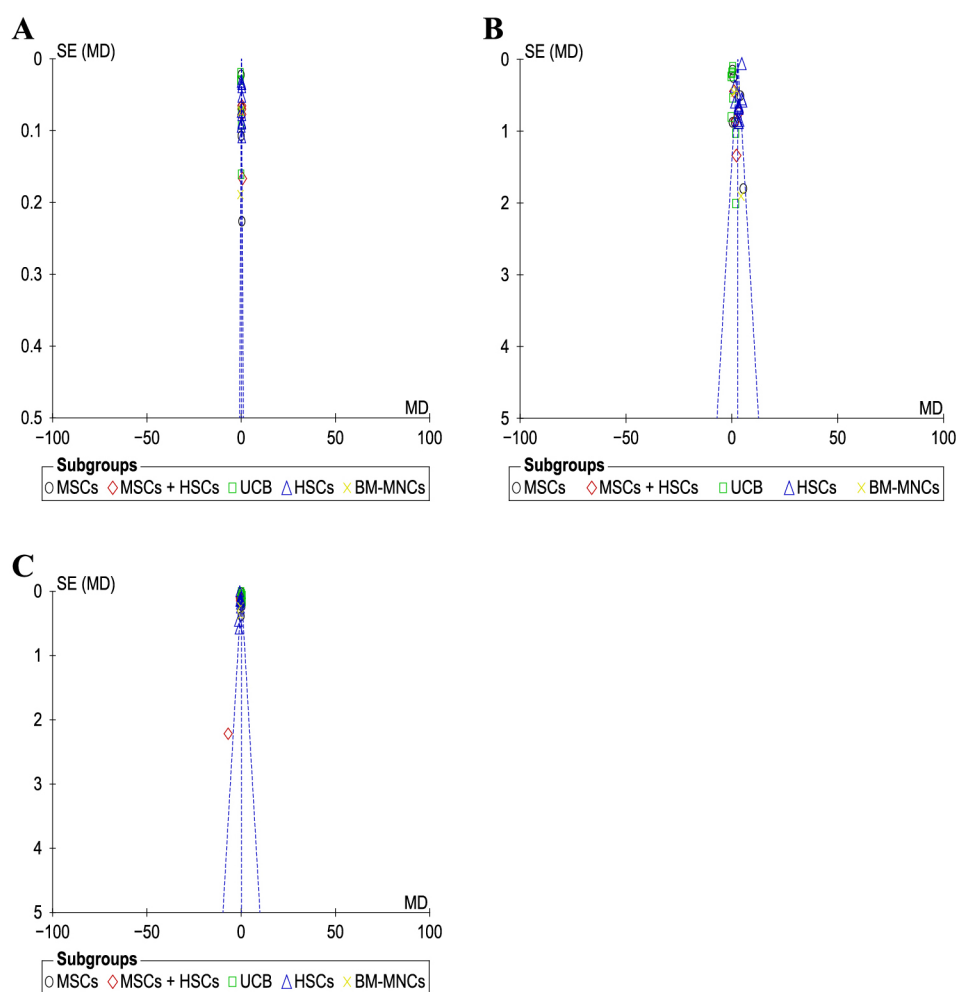 A
SE (MD)
0
0.1
0.2
0.3
0.4
0.5
MD
−100 −50 0 50 100
Subgroups
MSCs MSCs + HSCs UCB HSCs BM-MNCs
B
SE (MD)
0
1
2
3
4
5
MD
−100 −50 0 50 100
Subgroups
MSCs MSCs + HSCs UCB HSCs BM-MNCs
C
SE (MD)
0
1
2
3
4
5
MD
−100 −50 0 50 100
Subgroups
MSCs MSCs + HSCs UCB HSCs BM-MNCs